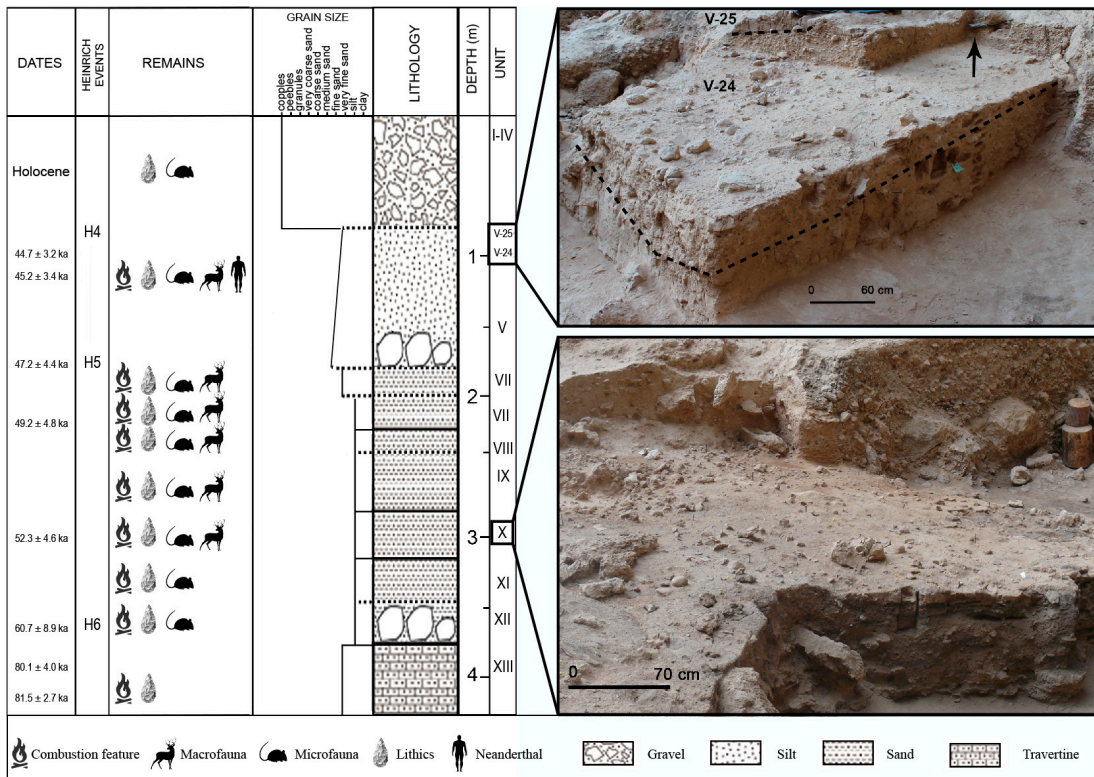 DATES
HEINRICH EVENTS
REMAINS
GRAIN SIZE
copples
peebles
granules
very coarse sand
coarse sand
medium sand
fine sand
very fine sand
silt
clay
LITHOLOGY
DEPTH (m)
UNIT
Holocene
I-IV
H4
V-25
44.7 ± 3.2 ka
V-24
1
45.2 ± 3.4 ka
V
47.2 ± 4.4 ka
H5
VII
2
VII
49.2 ± 4.8 ka
VIII
IX
52.3 ± 4.6 ka
3
X
XI
XII
60.7 ± 8.9 ka
H6
80.1 ± 4.0 ka
XIII
4
81.5 ± 2.7 ka
V-25
V-24
0 60 cm
0 70 cm
Combustion feature
Macrofauna
Microfauna
Lithics
Neanderthal
Gravel
Silt
Sand
Travertine